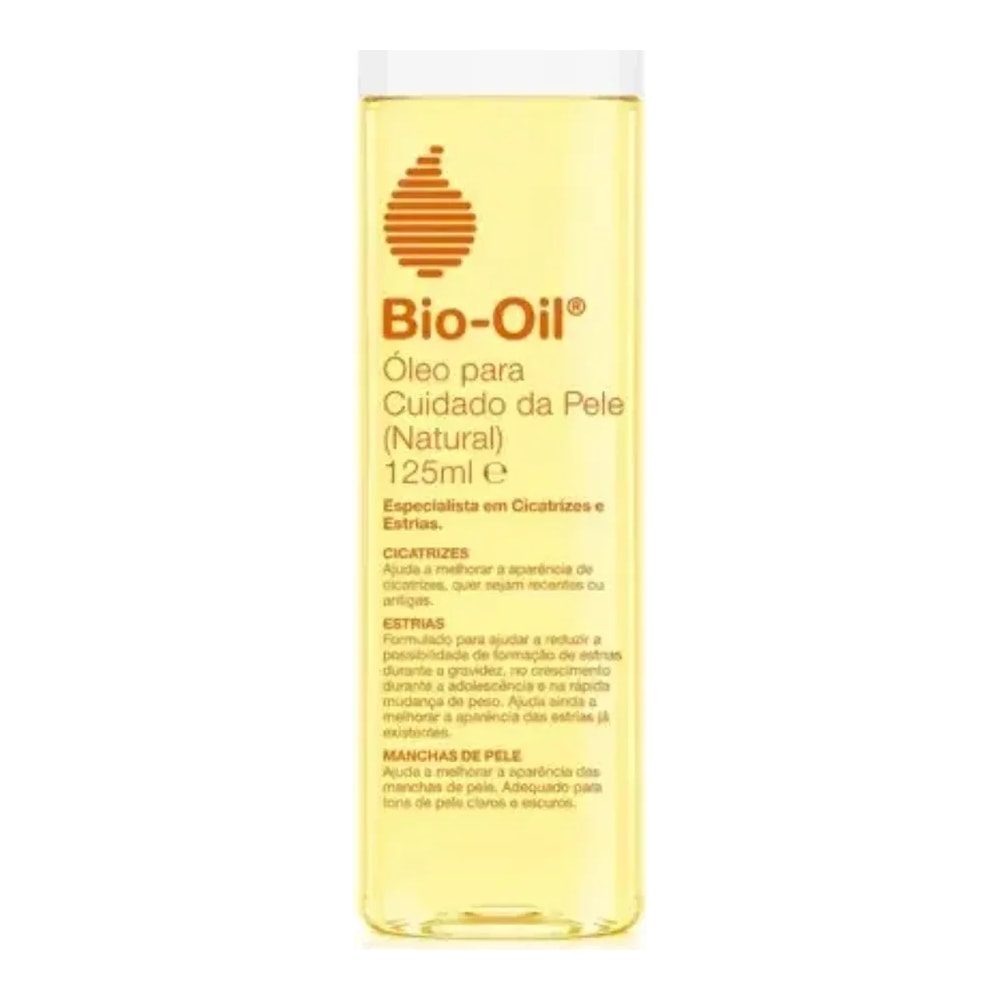 Bio-Oil®
Óleo para
Cuidado da Pele
(Natural)
125ml ℮
Especialista em Cicatrizes e
Estrias.
CICATRIZES
Ajuda a melhorar a aparência de
cicatrizes, quer sejam recentes ou
antigas.
ESTRIAS
Formulado para ajudar a reduzir a
possibilidade de formação de estrias
durante a gravidez, no crescimento
durante a adolescência e na rápida
mudança de peso. Ajuda ainda a
melhorar a aparência das estrias já
existentes.
MANCHAS DE PELE
Ajuda a melhorar a aparência das
manchas de pele. Adequado para
tons de pele claros e escuros.